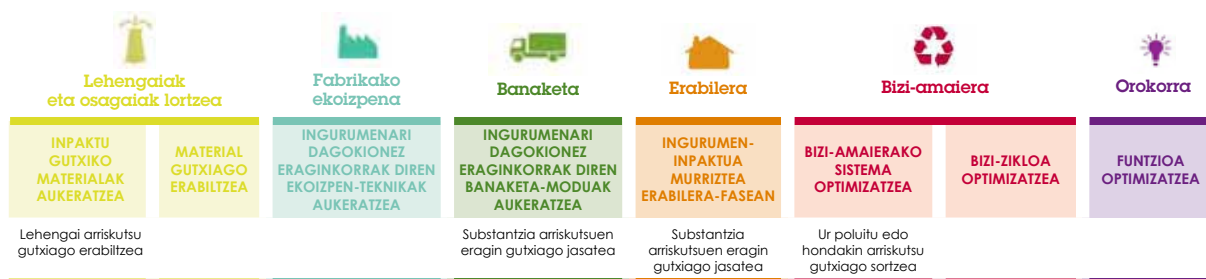 Lehengaiak
eta osagaiak lortzea
Fabrikako
ekoizpena
Banaketa
Erabilera
Bizi-amaiera
Orokorra
INPAKTU
GUTXIKO
MATERIALAK
AUKERATZEA
MATERIAL
GUTXIAGO
ERABILTZEA
INGURUMENARI
DAGOKIONEZ
ERAGINKORRAK DIREN
EKOIZPEN-TEKNIKAK
AUKERATZEA
INGURUMENARI
DAGOKIONEZ
ERAGINKORRAK DIREN
BANAKETA-MODUAK
AUKERATZEA
INGURUMEN-
INPAKTUA
MURRIZTEA
ERABILERA-FASEAN
BIZI-AMAIERAKO
SISTEMA
OPTIMIZATZEA
BIZI-ZIKLOA
OPTIMIZATZEA
FUNTZIOA
OPTIMIZATZEA
Lehengai arriskutsu
gutxiago erabiltzea
Substantzia arriskutsuen
eragin gutxiago jasatea
Substantzia
arriskutsuen eragin
gutxiago jasatea
Ur poluitu edo
hondakin arriskutsu
gutxiago sortzea